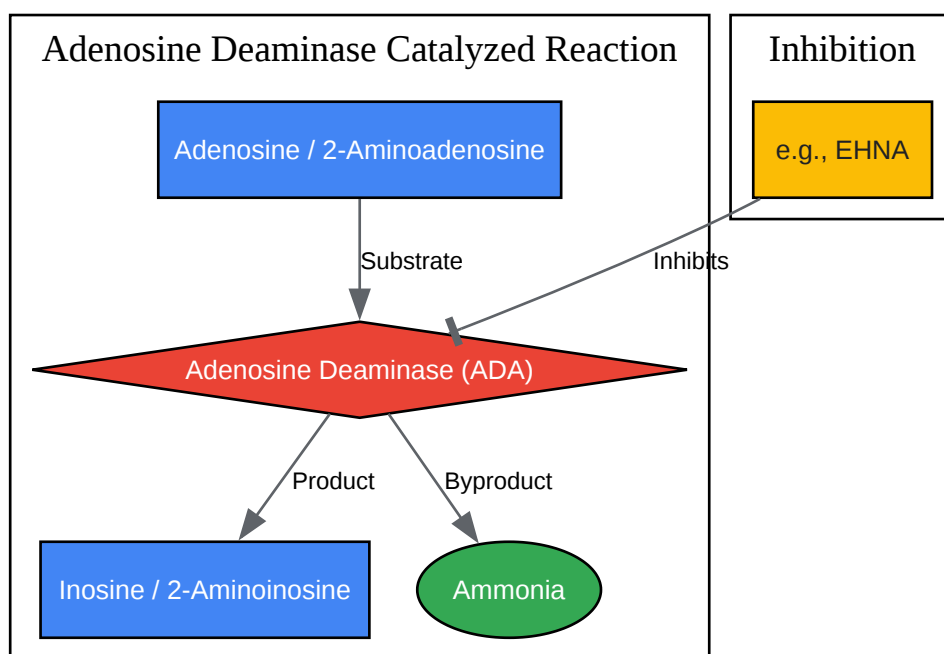 Adenosine Deaminase Catalyzed Reaction
Inhibition
Adenosine / 2-Aminoadenosine
e.g., EHNA
Substrate
Inhibits
Adenosine Deaminase (ADA)
Product
Byproduct
Inosine / 2-Aminoinosine
Ammonia